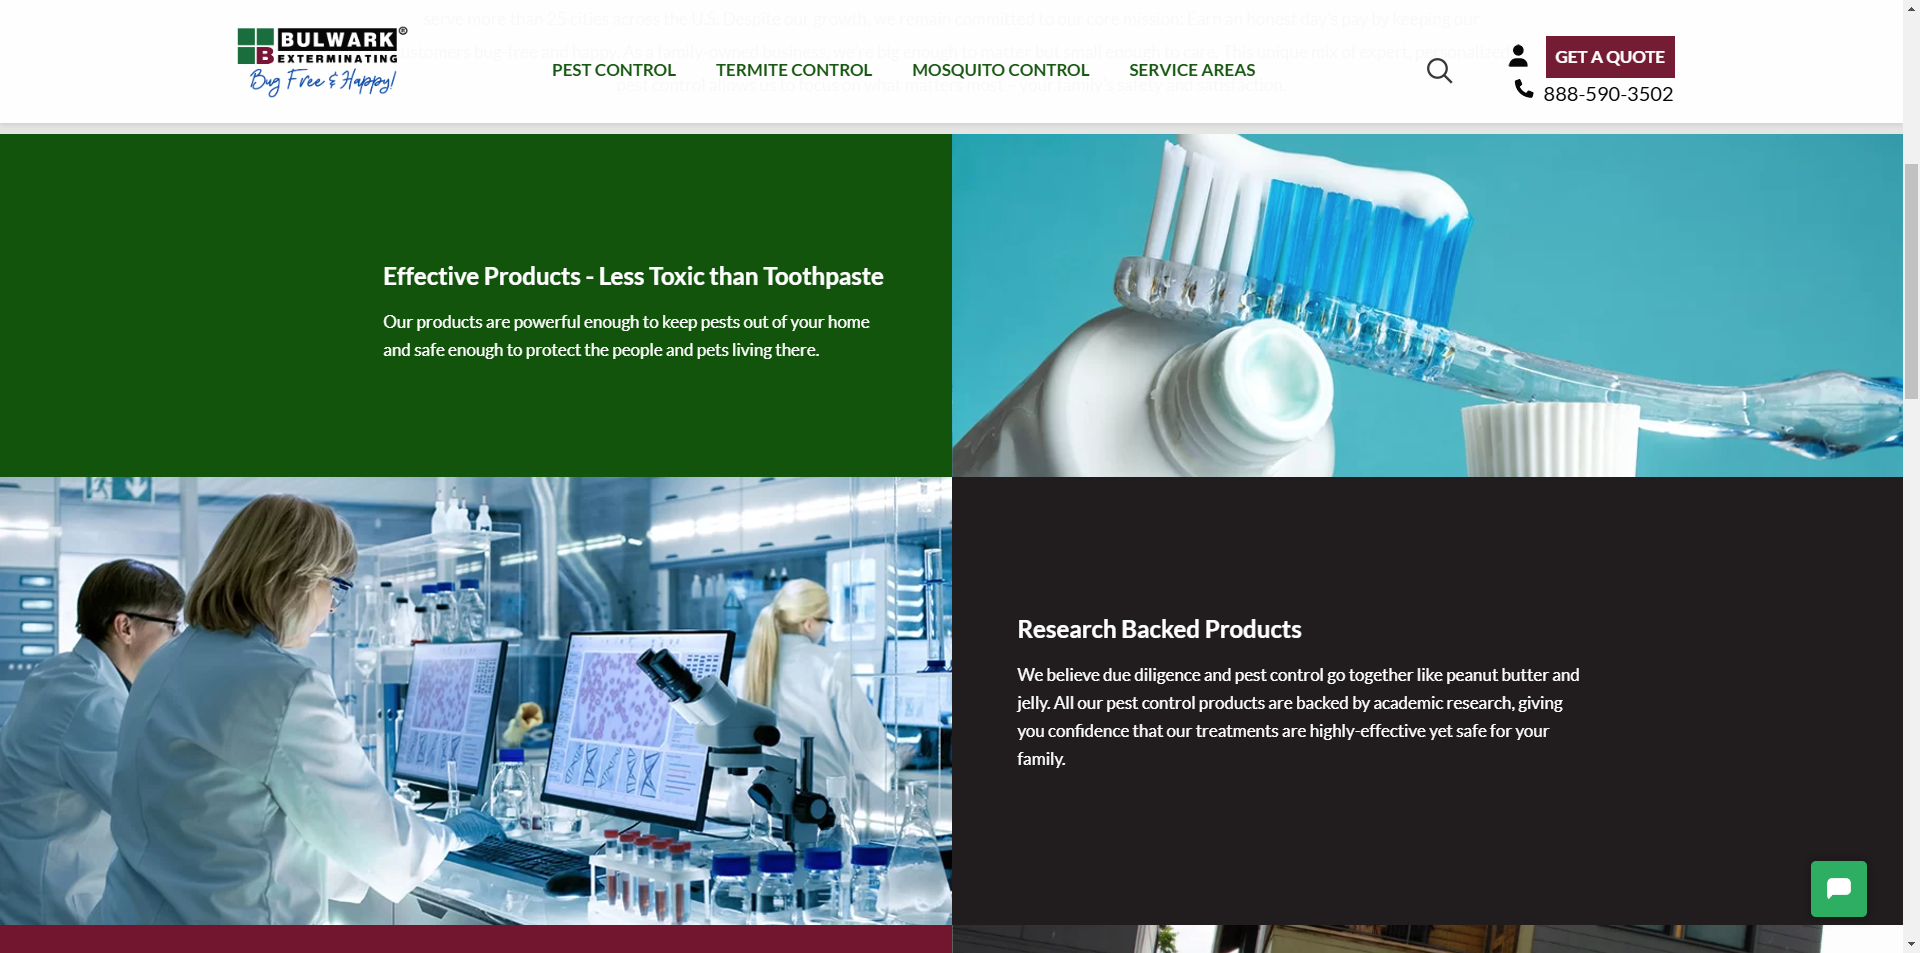 serve more than 25 cities across the U.S. Despite our growth, we remain committed to our core mission: Earn an honest day's pay by keeping our
customers bug-free and happy. As a family-owned business, we're big enough to matter but small enough to care. This unique mix of expert, personalized
pest control allows us to focus on what matters most – your family's safety and satisfaction.
BULWARK®
B EXTERMINATING
Bug Free & Happy!
PEST CONTROL
TERMITE CONTROL
MOSQUITO CONTROL
SERVICE AREAS
GET A QUOTE
888-590-3502
Effective Products - Less Toxic than Toothpaste
Our products are powerful enough to keep pests out of your home
and safe enough to protect the people and pets living there.
Research Backed Products
We believe due diligence and pest control go together like peanut butter and
jelly. All our pest control products are backed by academic research, giving
you confidence that our treatments are highly-effective yet safe for your
family.